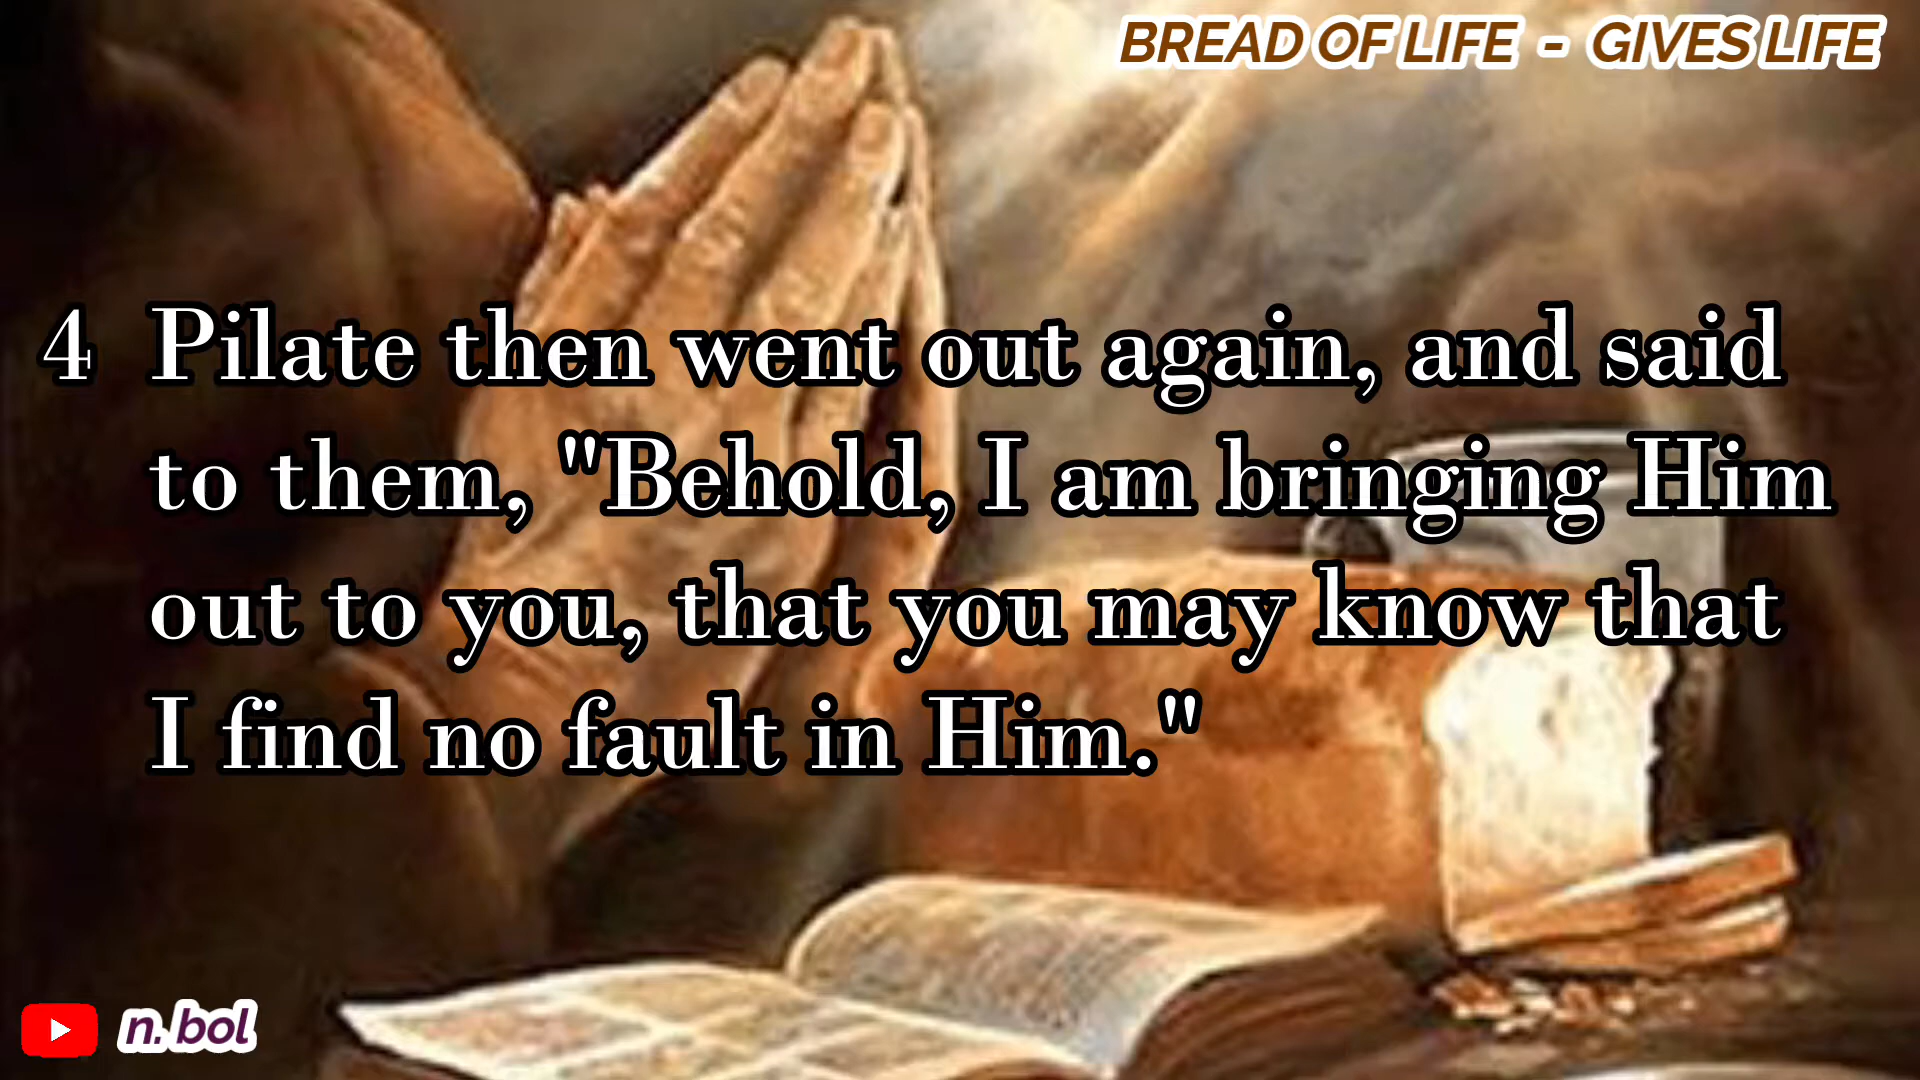 BREAD OF LIFE - GIVES LIFE
4 Pilate then went out again, and said
to them, "Behold, I am bringing Him
out to you, that you may know that
I find no fault in Him."
n. bol